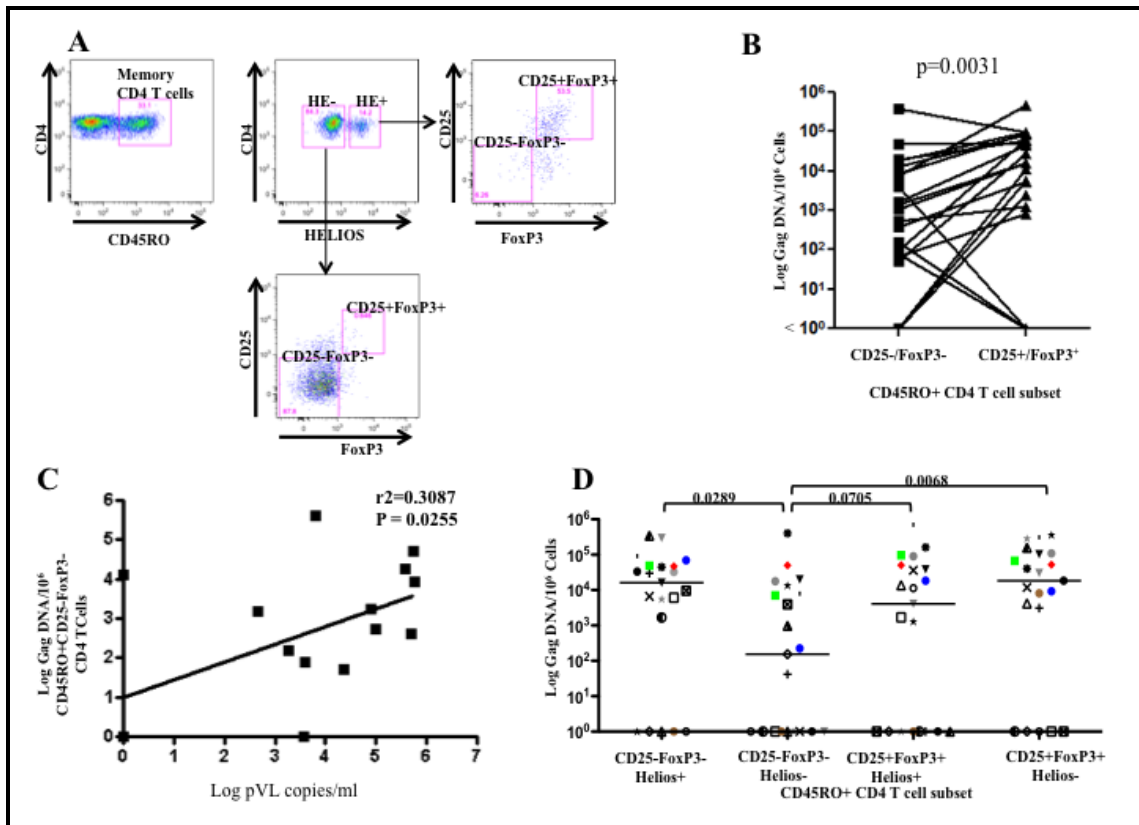 A
Memory
CD4 T cells
33.1
CD4
CD45RO
HE-
HE+
CD4
HELIOS
CD25+FoxP3+
CD25-FoxP3-
CD25
FoxP3
CD25+FoxP3+
CD25-FoxP3-
CD25
FoxP3
B
p=0.0031
Log Gag DNA/10⁶ Cells
10⁶
10⁵
10⁴
10³
10²
10¹
< 10⁰
CD25-/FoxP3-
CD25+/FoxP3⁺
CD45RO+ CD4 T cell subset
C
r2=0.3087
P = 0.0255
Log Gag DNA/10⁶
CD45RO+CD25-FoxP3-
CD4 TCells
6
5
4
3
2
1
0
0 1 2 3 4 5 6 7
Log pVL copies/ml
D
0.0289
0.0705
0.0068
Log Gag DNA/10⁶ Cells
10⁶
10⁵
10⁴
10³
10²
10¹
10⁰
CD25-FoxP3-
Helios+
CD25-FoxP3-
Helios-
CD25+FoxP3+
Helios+
CD25+FoxP3+
Helios-
CD45RO+ CD4 T cell subset